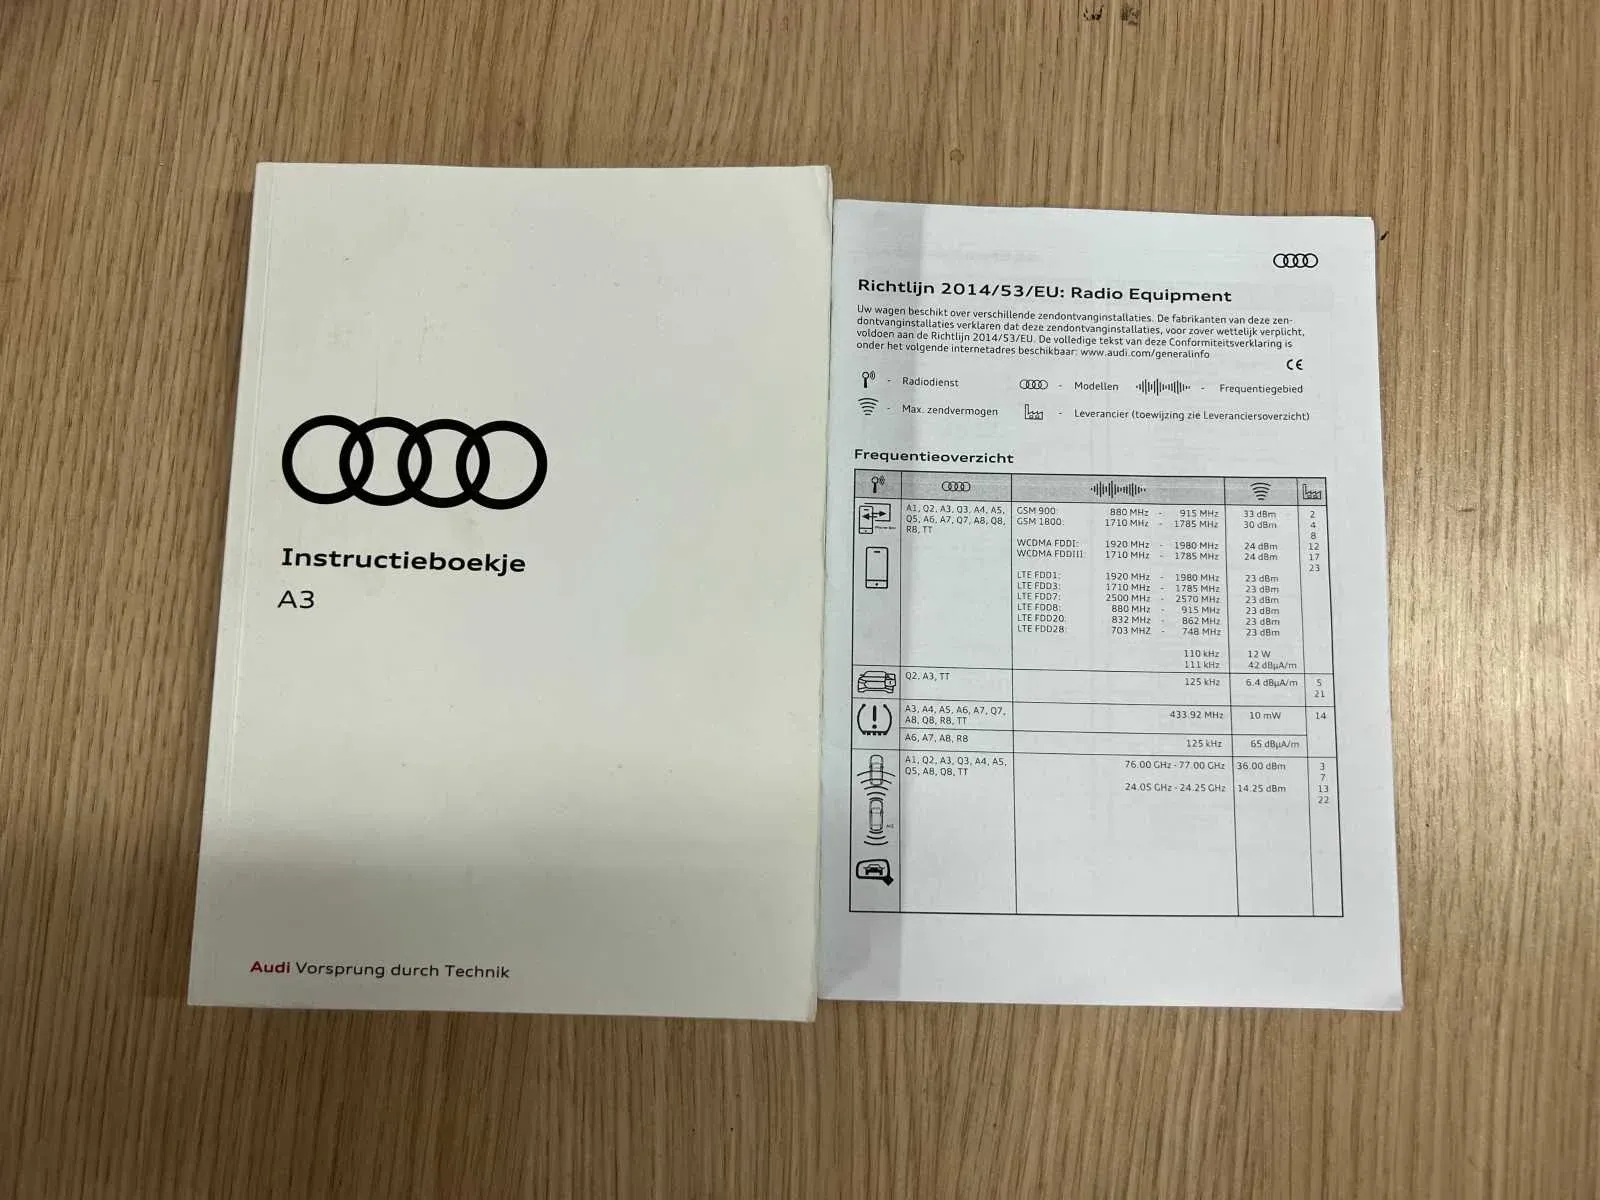 Instructieboekje
A3
Audi Vorsprung durch Technik
Richtlijn 2014/53/EU: Radio Equipment
Uw wagen beschikt over verschillende zendontvanginstallaties. De fabrikanten van deze zen-
dontvanginstallaties verklaren dat deze zendontvanginstallaties, voor zover wettelijk verplicht,
voldoen aan de Richtlijn 2014/53/EU. De volledige tekst van deze Conformiteitsverklaring is
onder het volgende internetadres beschikbaar: www.audi.com/generalinfo
CE
- Radiodienst - Modellen - Frequentiegebied
- Max. zendvermogen - Leverancier (toewijzing zie Leveranciersoverzicht)
Frequentieoverzicht
A1, Q2, A3, Q3, A4, A5, GSM 900: 880 MHz - 915 MHz 33 dBm 2
Q5, A6, A7, Q7, A8, Q8, GSM 1800: 1710 MHz - 1785 MHz 30 dBm 4
R8, TT 8
WCDMA FDDI: 1920 MHz - 1980 MHz 24 dBm 12
WCDMA FDDIII: 1710 MHz - 1785 MHz 24 dBm 17
23
LTE FDD1: 1920 MHz - 1980 MHz 23 dBm
LTE FDD3: 1710 MHz - 1785 MHz 23 dBm
LTE FDD7: 2500 MHz - 2570 MHz 23 dBm
LTE FDD8: 880 MHz - 915 MHz 23 dBm
LTE FDD20: 832 MHz - 862 MHz 23 dBm
LTE FDD28: 703 MHZ - 748 MHz 23 dBm
110 kHz 12 W
111 kHz 42 dBµA/m
Q2, A3, TT 125 kHz 6.4 dBµA/m 5
21
A3, A4, A5, A6, A7, Q7, 433.92 MHz 10 mW 14
A8, Q8, R8, TT
A6, A7, A8, R8 125 kHz 65 dBµA/m
A1, Q2, A3, Q3, A4, A5, 76.00 GHz - 77.00 GHz 36.00 dBm 3
Q5, A8, Q8, TT 7
24.05 GHz - 24.25 GHz 14.25 dBm 13
22